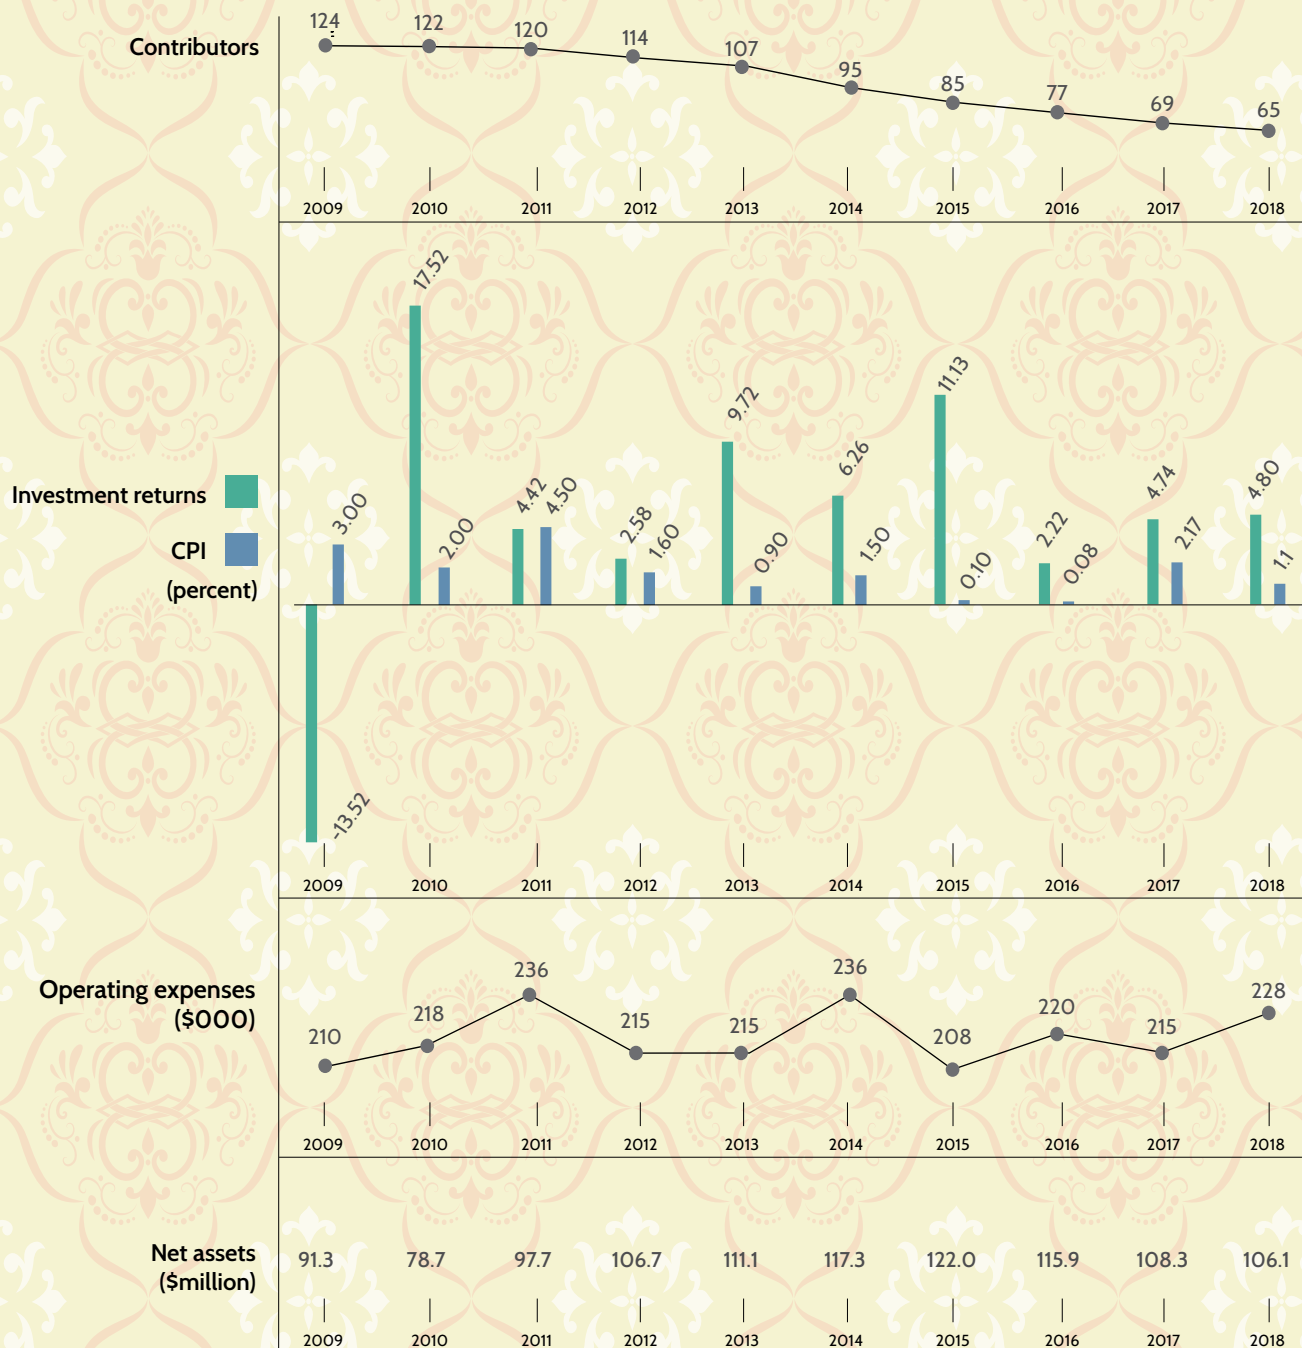 Contributors
124 122 120 114 107 95 85 77 69 65
2009 2010 2011 2012 2013 2014 2015 2016 2017 2018
Investment returns
CPI
(percent)
-13.52 3.00 17.52 2.00 4.42 4.50 2.58 1.60 9.72 0.90 6.26 1.50 11.13 0.10 2.22 0.08 4.74 2.17 4.80 1.1
2009 2010 2011 2012 2013 2014 2015 2016 2017 2018
Operating expenses
($000)
210 218 236 215 215 236 208 220 215 228
2009 2010 2011 2012 2013 2014 2015 2016 2017 2018
Net assets
($million)
91.3 78.7 97.7 106.7 111.1 117.3 122.0 115.9 108.3 106.1
2009 2010 2011 2012 2013 2014 2015 2016 2017 2018